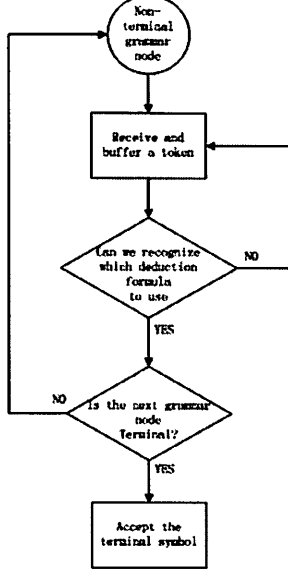 Non-
terminal
grammar
node
Receive and
buffer a token
Can we recognize
which deduction
formula
to use
NO
YES
NO
is the next grammar
node
Terminal?
YES
Accept the
terminal symbol